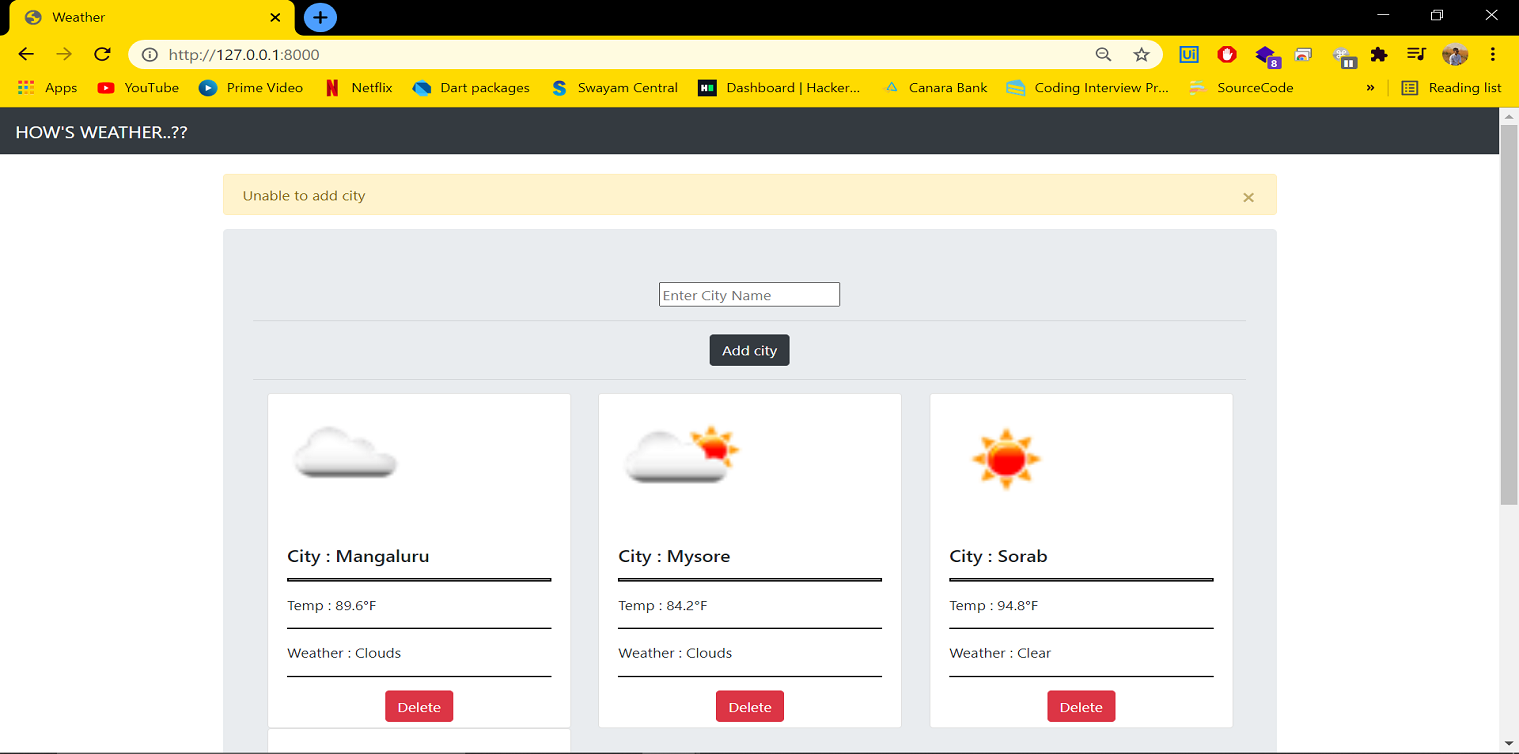 Weather
http://127.0.0.1:8000
Ui
8
Apps YouTube Prime Video Netflix Dart packages Swayam Central Dashboard | Hacker... Canara Bank Coding Interview Pr... SourceCode » Reading list
HOW'S WEATHER..??
Unable to add city ×
Enter City Name
Add city
City : Mangaluru
Temp : 89.6°F
Weather : Clouds
Delete
City : Mysore
Temp : 84.2°F
Weather : Clouds
Delete
City : Sorab
Temp : 94.8°F
Weather : Clear
Delete